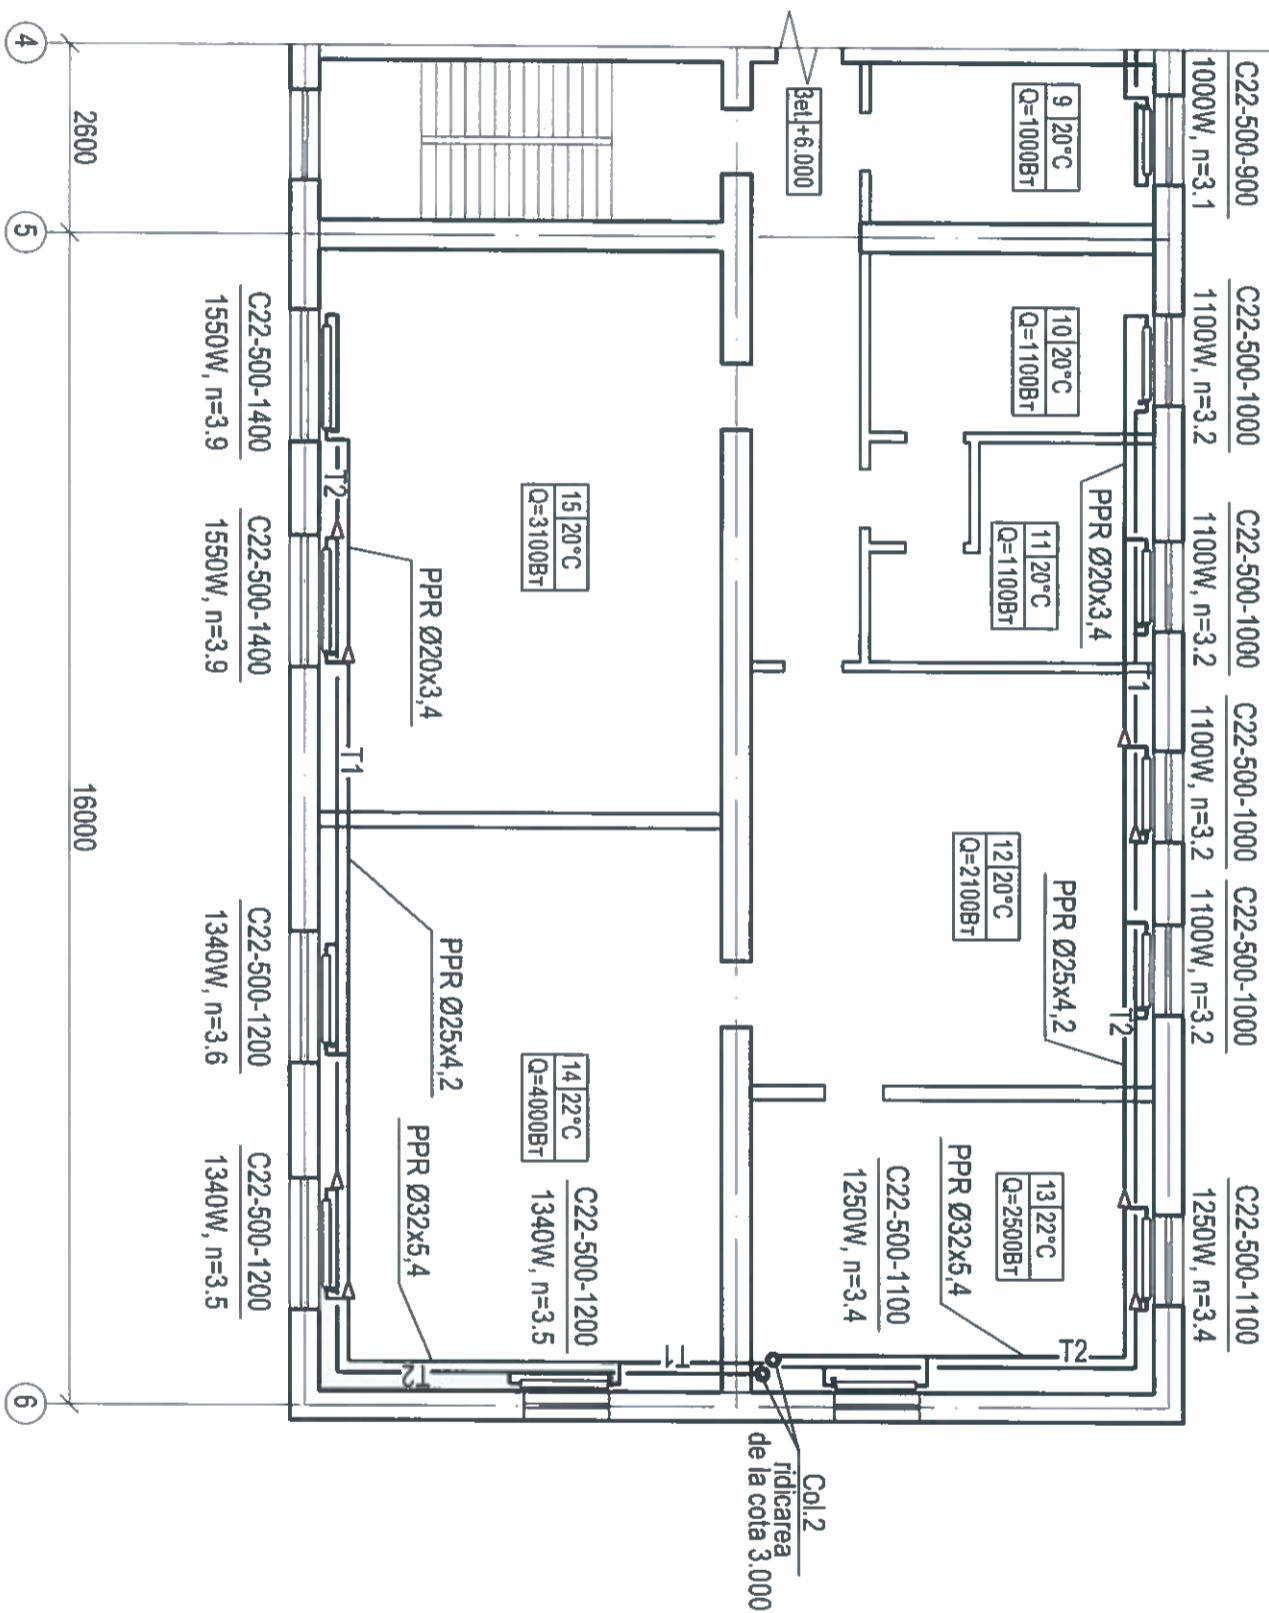 C22-500-900
1000W, n=3.1
C22-500-1000
1100W, n=3.2
C22-500-1000
1100W, n=3.2
C22-500-1000
1100W, n=3.2
C22-500-1000
1100W, n=3.2
C22-500-1100
1250W, n=3.4
9 20°C
Q=1000Вт
10 20°C
Q=1100Вт
11 20°C
Q=1100Вт
PPR Ø20x3,4
T1
12 20°C
Q=2100Вт
PPR Ø25x4,2
T2
13 22°C
Q=2500Вт
PPR Ø32x5,4
T2
C22-500-1100
1250W, n=3.4
3et. +6.000
15 20°C
Q=3100Вт
14 22°C
Q=4000Вт
C22-500-1200
1340W, n=3.5
T1
Col.2
ridicarea
de la cota 3.000
T2
PPR Ø20x3,4
T1
PPR Ø25x4,2
PPR Ø32x5,4
T2
C22-500-1400
1550W, n=3.9
C22-500-1400
1550W, n=3.9
C22-500-1200
1340W, n=3.6
C22-500-1200
1340W, n=3.5
2600
16000
4
5
6